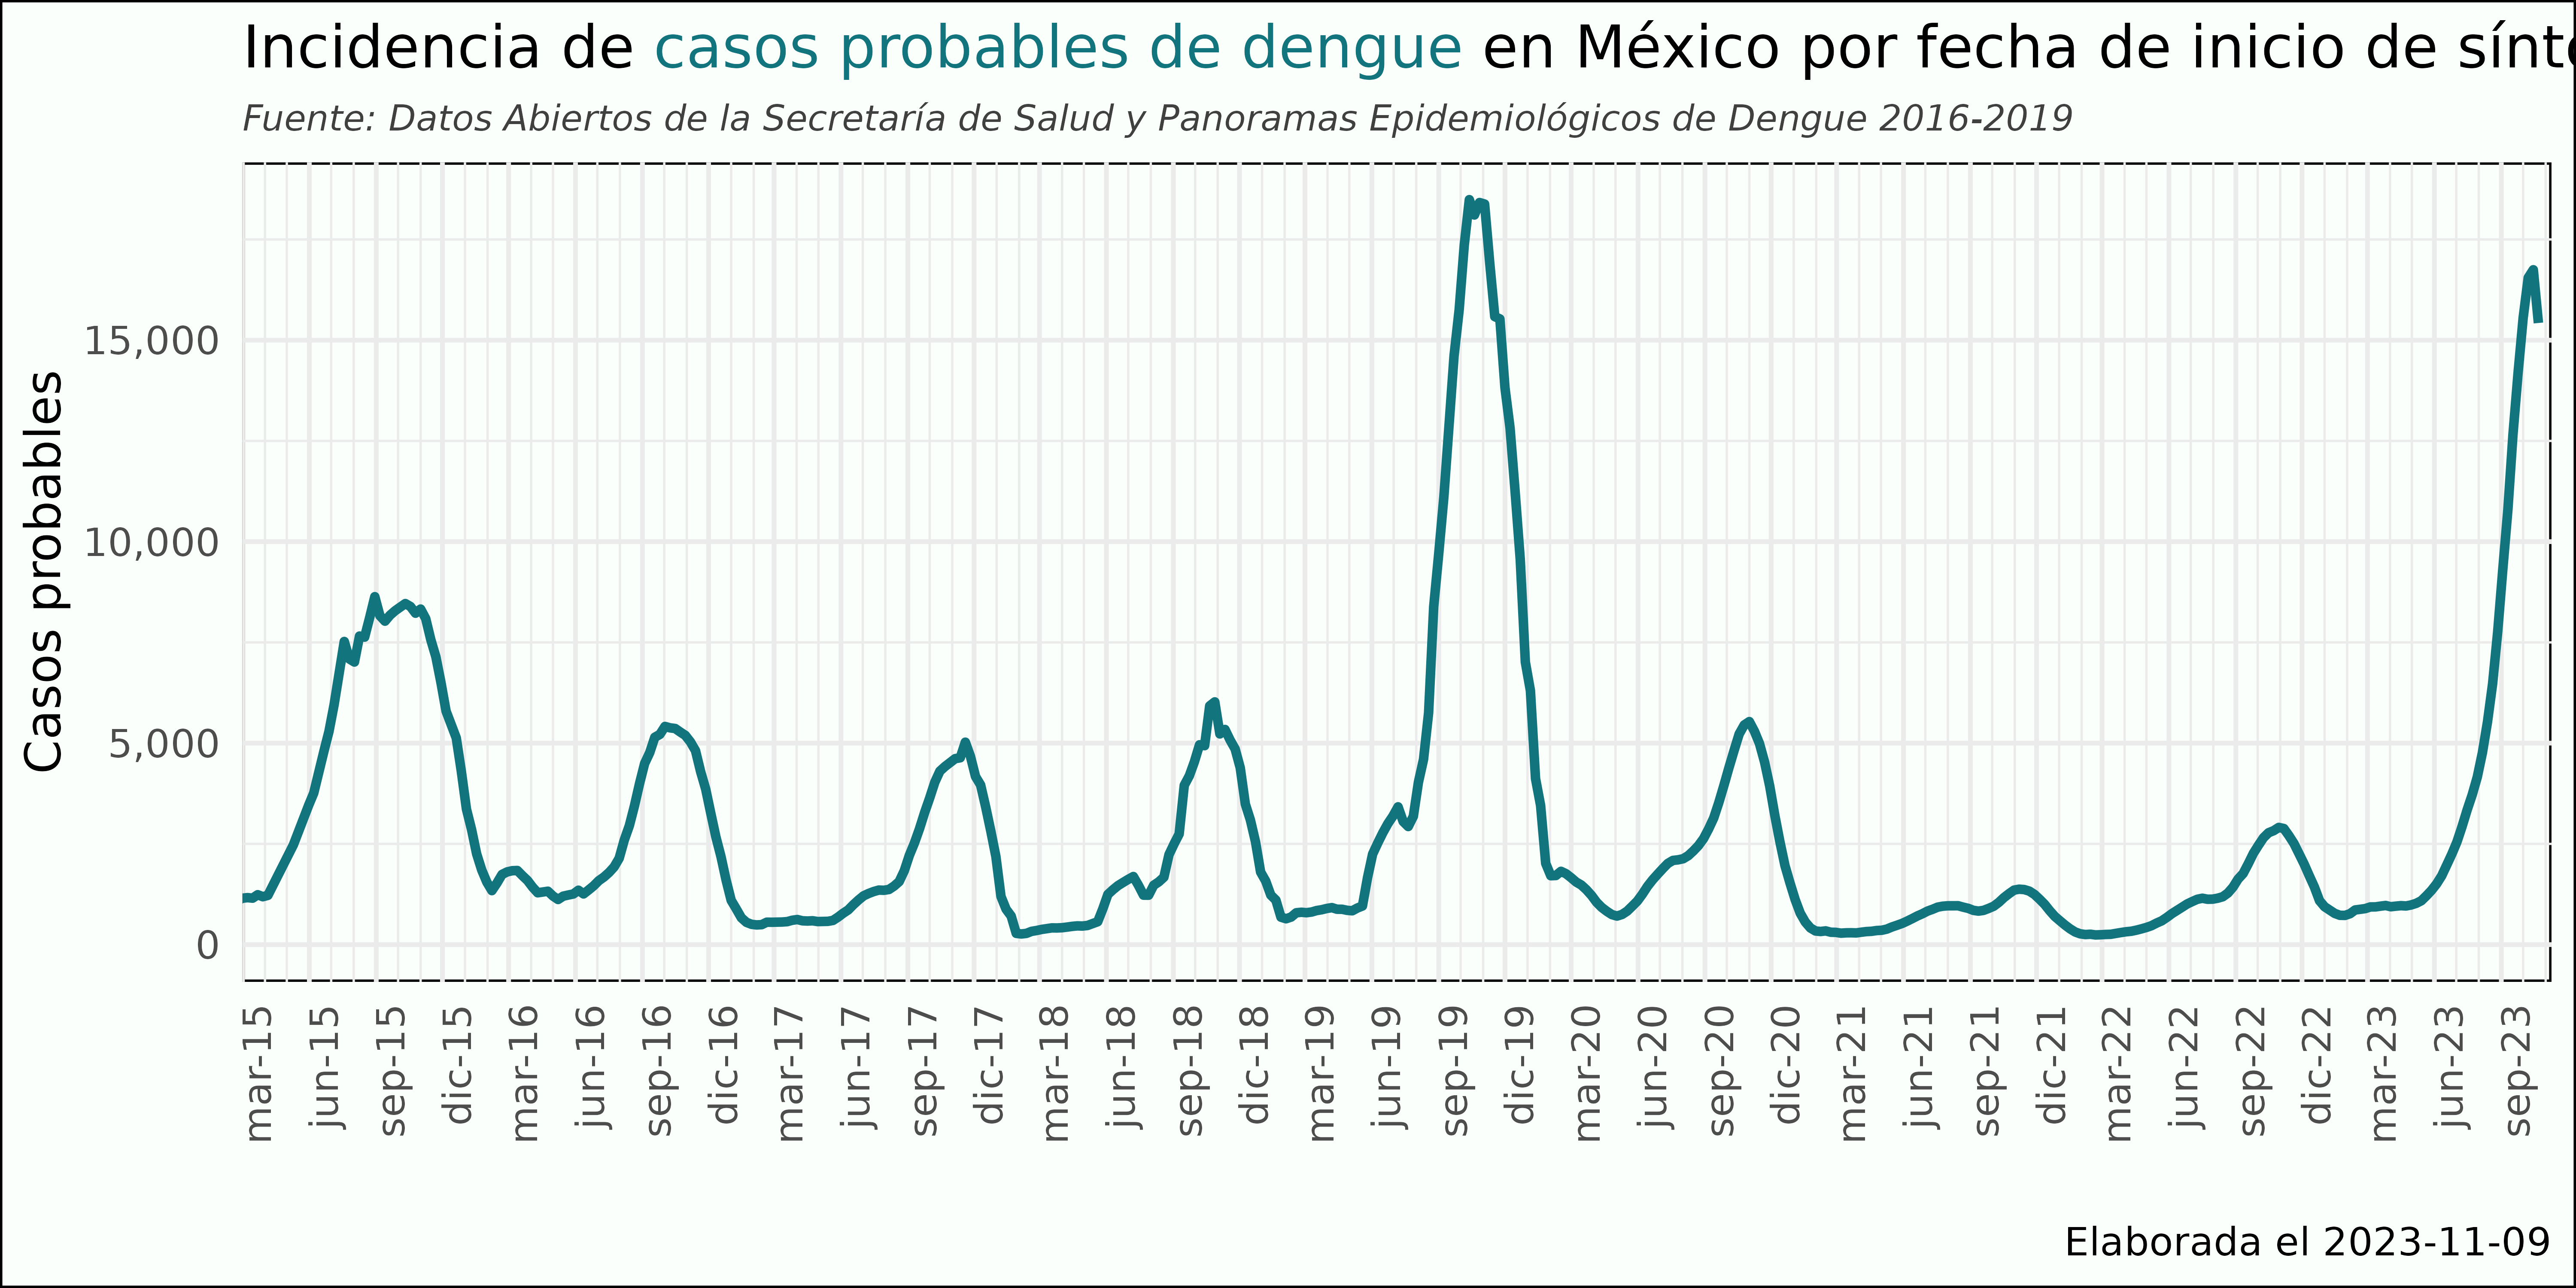 Incidencia de casos probables de dengue en México por fecha de inicio de
Fuente: Datos Abiertos de la Secretaría de Salud y Panoramas Epidemiológicos de Dengue 2016-2019
Casos probables
15,000
10,000
5,000
0
mar-15
jun-15
sep-15
dic-15
mar-16
jun-16
sep-16
dic-16
mar-17
jun-17
sep-17
dic-17
mar-18
jun-18
sep-18
dic-18
mar-19
jun-19
sep-19
dic-19
mar-20
jun-20
sep-20
dic-20
mar-21
jun-21
sep-21
dic-21
mar-22
jun-22
sep-22
dic-22
mar-23
jun-23
sep-23
Elaborada el 2023-11-09